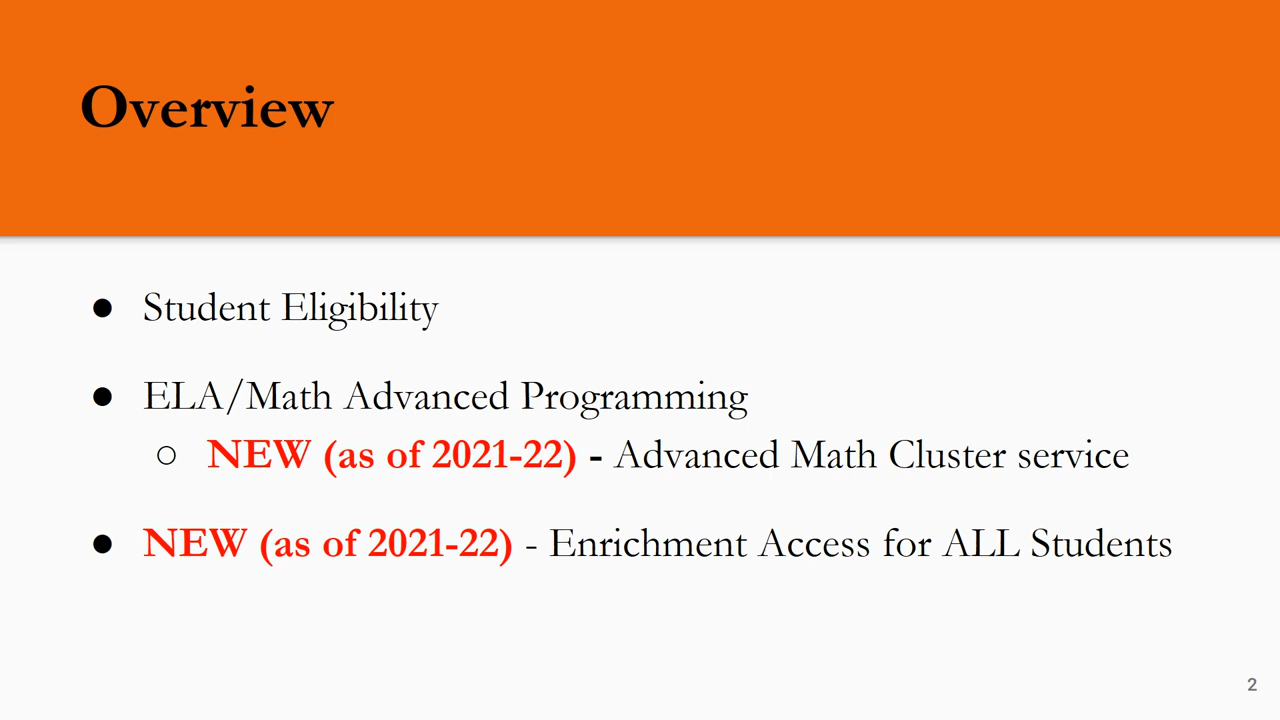 Overview
● Student Eligibility
● ELA/Math Advanced Programming
○ NEW (as of 2021-22) - Advanced Math Cluster service
● NEW (as of 2021-22) - Enrichment Access for ALL Students
2